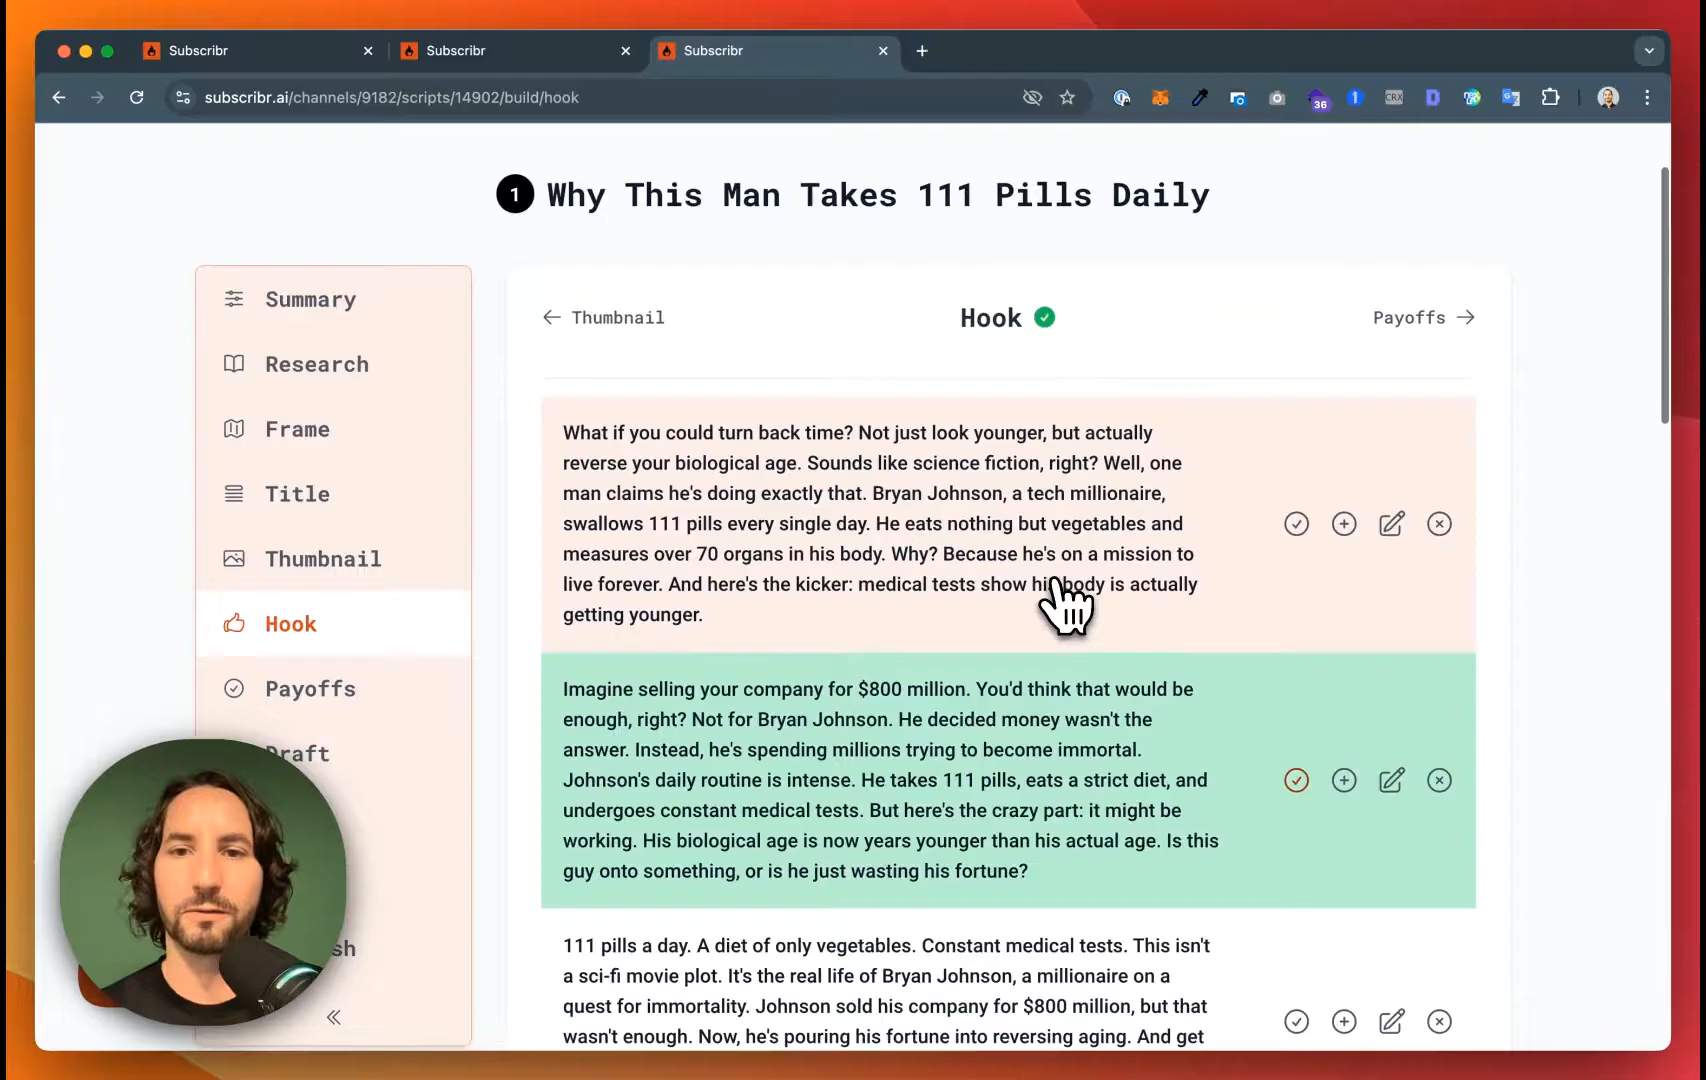 Subscribr
Subscribr
Subscribr
subscribr.ai/channels/9182/scripts/14902/build/hook
36
CRX
1 Why This Man Takes 111 Pills Daily
Summary
Research
Frame
Title
Thumbnail
Hook
Payoffs
Draft
sh
Thumbnail
Hook
Payoffs
What if you could turn back time? Not just look younger, but actually
reverse your biological age. Sounds like science fiction, right? Well, one
man claims he's doing exactly that. Bryan Johnson, a tech millionaire,
swallows 111 pills every single day. He eats nothing but vegetables and
measures over 70 organs in his body. Why? Because he's on a mission to
live forever. And here's the kicker: medical tests show his body is actually
getting younger.
Imagine selling your company for $800 million. You'd think that would be
enough, right? Not for Bryan Johnson. He decided money wasn't the
answer. Instead, he's spending millions trying to become immortal.
Johnson's daily routine is intense. He takes 111 pills, eats a strict diet, and
undergoes constant medical tests. But here's the crazy part: it might be
working. His biological age is now years younger than his actual age. Is this
guy onto something, or is he just wasting his fortune?
111 pills a day. A diet of only vegetables. Constant medical tests. This isn't
a sci-fi movie plot. It's the real life of Bryan Johnson, a millionaire on a
quest for immortality. Johnson sold his company for $800 million, but that
wasn't enough. Now, he's pouring his fortune into reversing aging. And get